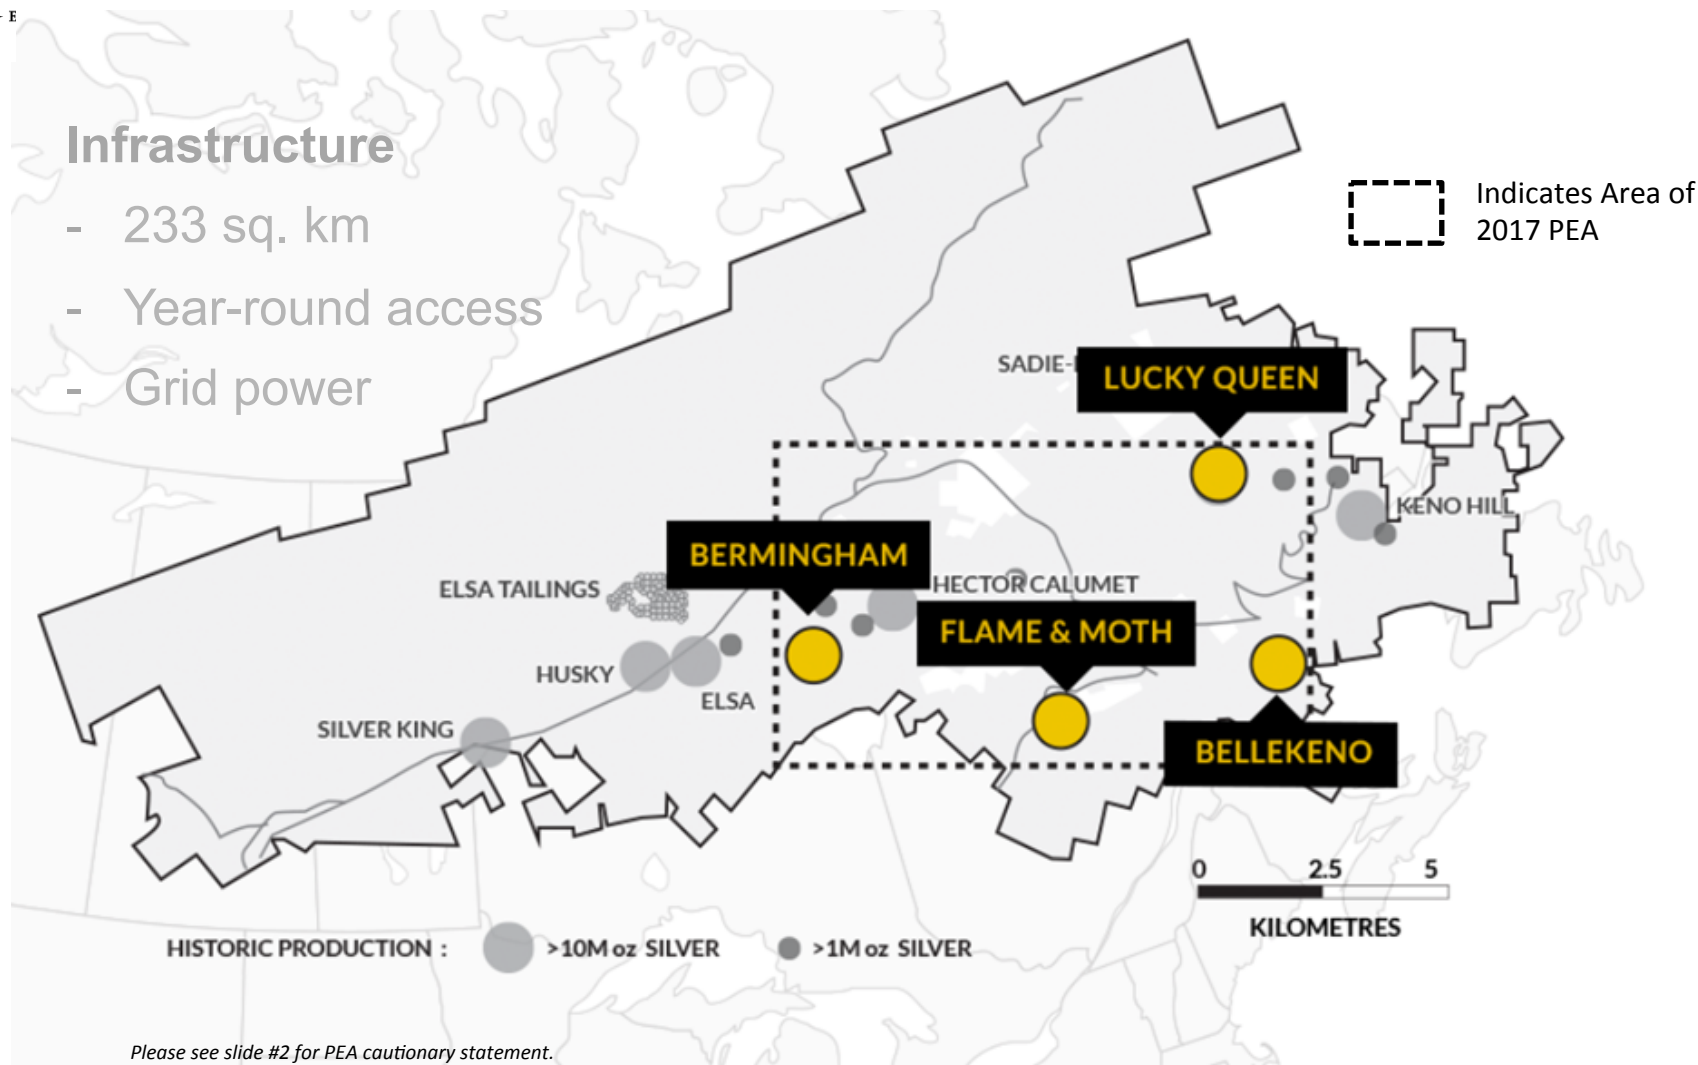 Infrastructure
- 233 sq. km
- Year-round access
- Grid power
Indicates Area of
2017 PEA
SADIE-
LUCKY QUEEN
KENO HILL
BERMINGHAM
ELSA TAILINGS
HECTOR CALUMET
FLAME & MOTH
HUSKY
ELSA
SILVER KING
BELLEKENO
0 2.5 5
KILOMETRES
HISTORIC PRODUCTION : >10M oz SILVER >1M oz SILVER
Please see slide #2 for PEA cautionary statement.